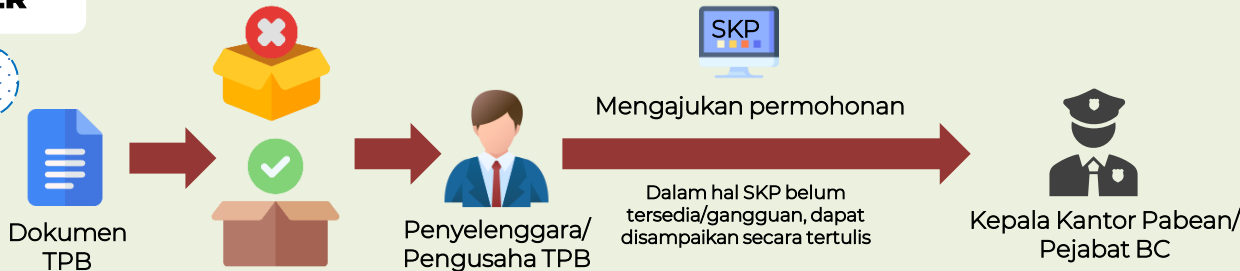 SKP
Mengajukan permohonan
Dalam hal SKP belum
tersedia/gangguan, dapat
disampaikan secara tertulis
Dokumen
TPB
Penyelenggara/
Pengusaha TPB
Kepala Kantor Pabean/
Pejabat BC